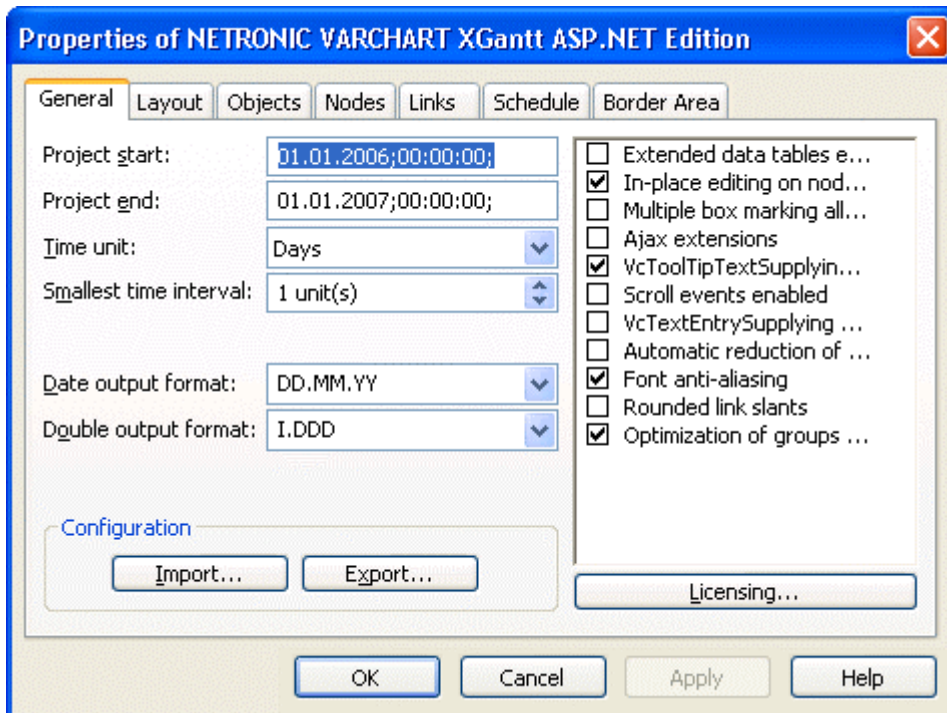 Properties of NETRONIC VARCHART XGantt ASP.NET Edition
General Layout Objects Nodes Links Schedule Border Area
Project start: 01.01.2006;00:00:00;
Project end: 01.01.2007;00:00:00;
Time unit: Days
Smallest time interval: 1 unit(s)
Date output format: DD.MM.YY
Double output format: I.DDD
Configuration
Import... Export...
Extended data tables e...
In-place editing on nod...
Multiple box marking all...
Ajax extensions
VcToolTipTextSupplyin...
Scroll events enabled
VcTextEntrySupplying ...
Automatic reduction of ...
Font anti-aliasing
Rounded link slants
Optimization of groups ...
Licensing...
OK Cancel Apply Help